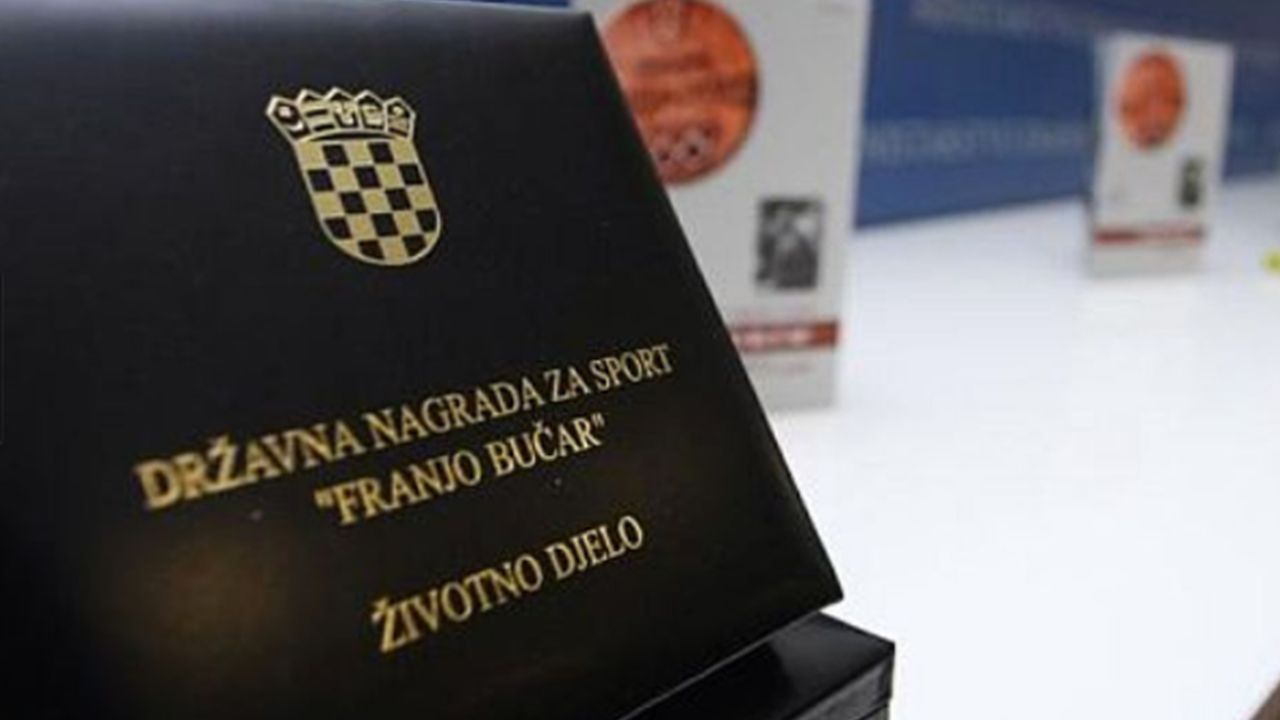 DRŽAVNA NAGRADA ZA SPORT
"FRANJO BUČAR"
ŽIVOTNO DJELO